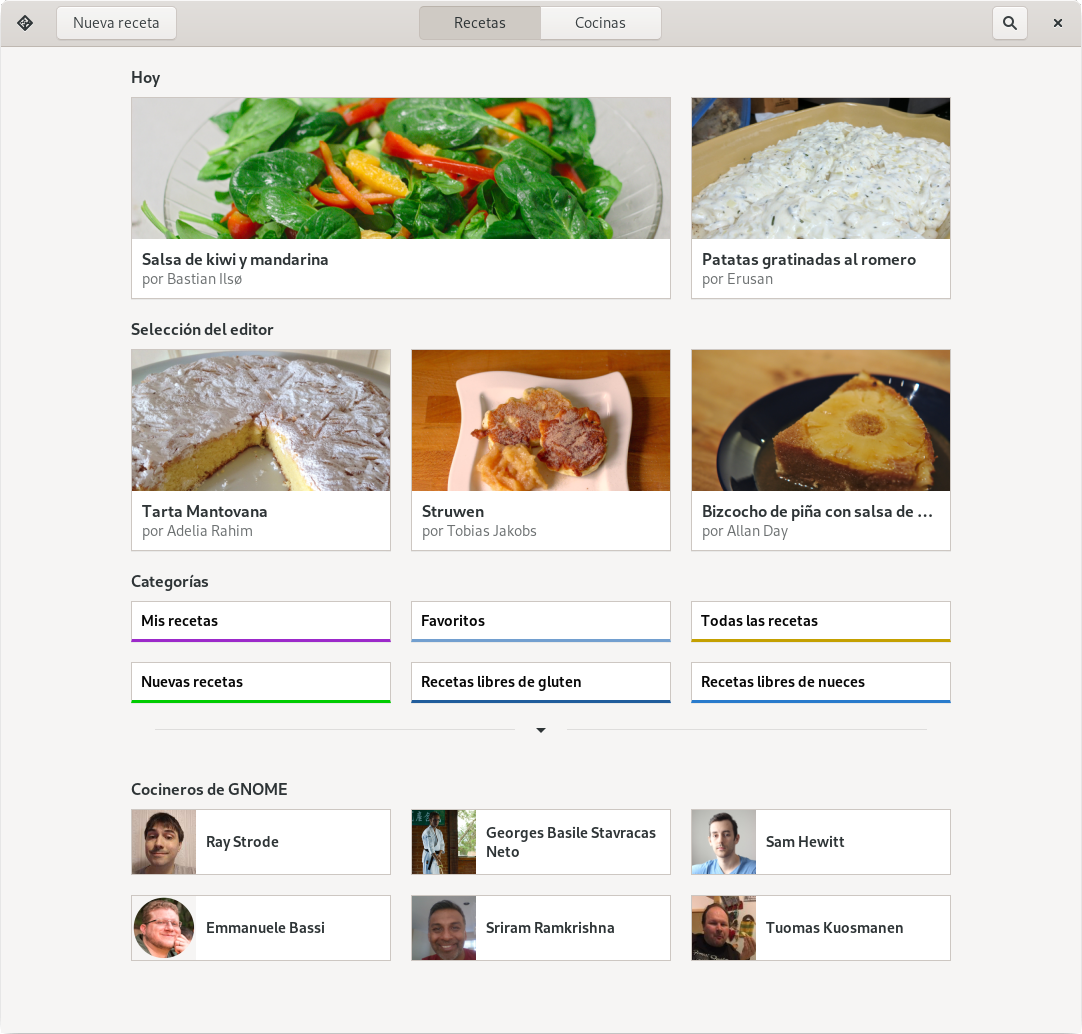 Nueva receta
Recetas
Cocinas
Hoy
Salsa de kiwi y mandarina
por Bastian Ilsø
Patatas gratinadas al romero
por Erusan
Selección del editor
Tarta Mantovana
por Adelia Rahim
Struwen
por Tobias Jakobs
Bizcocho de piña con salsa de …
por Allan Day
Categorías
Mis recetas
Favoritos
Todas las recetas
Nuevas recetas
Recetas libres de gluten
Recetas libres de nueces
Cocineros de GNOME
Ray Strode
Georges Basile Stavracas
Neto
Sam Hewitt
Emmanuele Bassi
Sriram Ramkrishna
Tuomas Kuosmanen